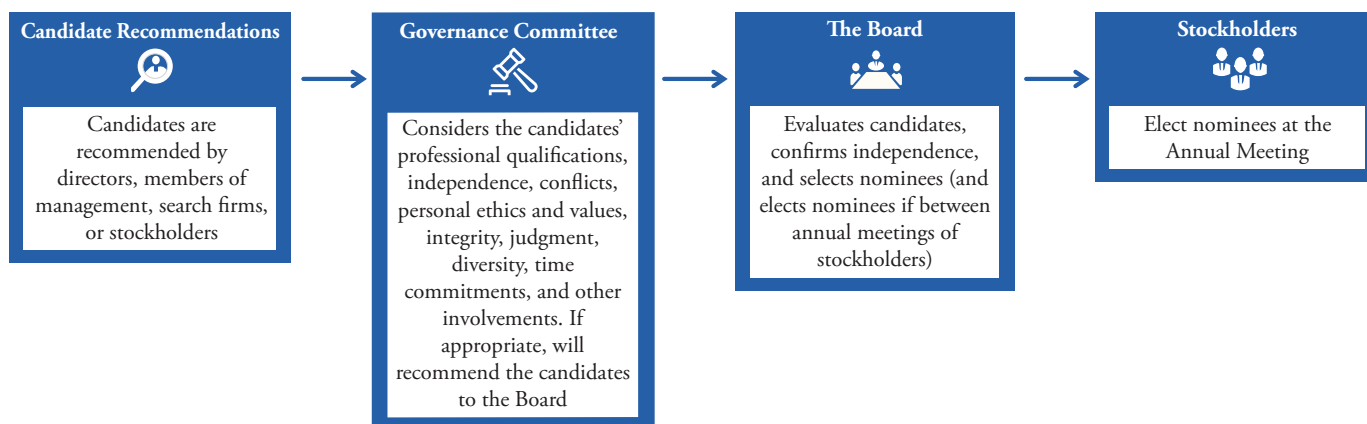 Candidate Recommendations
Candidates are
recommended by
directors, members of
management, search firms,
or stockholders
Governance Committee
Considers the candidates’
professional qualifications,
independence, conflicts,
personal ethics and values,
integrity, judgment,
diversity, time
commitments, and other
involvements. If
appropriate, will
recommend the candidates
to the Board
The Board
Evaluates candidates,
confirms independence,
and selects nominees (and
elects nominees if between
annual meetings of
stockholders)
Stockholders
Elect nominees at the
Annual Meeting